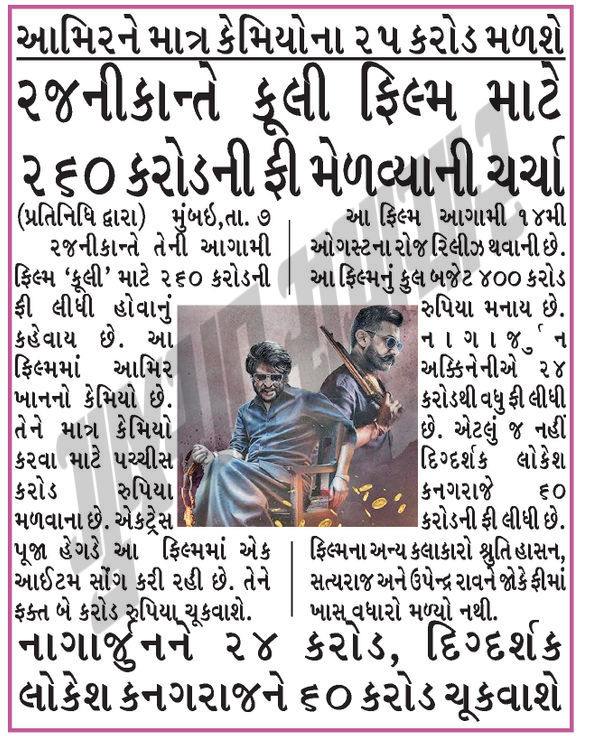 આમિરને માત્ર કેમિયોના ૨૫ કરોડ મળશે
રજનીકાન્તે કૂલી ફિલ્મ માટે
૨૬૦ કરોડની ફી મેળવ્યાની ચર્ચા
(પ્રતિનિધિ દ્વારા) મુંબઇ,તા. ૭
રજનીકાન્તે તેની આગામી
ફિલ્મ ‘કૂલી’ માટે ૨૬૦ કરોડની
ફી લીધી હોવાનું
કહેવાય છે. આ
ફિલ્મમાં આમિર
ખાનનો કેમિયો છે.
તેને માત્ર કેમિયો
કરવા માટે પચ્ચીસ
કરોડ રુપિયા
મળવાના છે. એકટ્રેસ
પૂજા હેગડે આ ફિલ્મમાં એક
આઈટમ સોંગ કરી રહી છે. તેને
ફક્ત બે કરોડ રુપિયા ચૂકવાશે.
આ ફિલ્મ આગામી ૧૪મી
ઓગસ્ટના રોજ રિલીઝ થવાની છે.
આ ફિલ્મનું કુલ બજેટ ૪૦૦ કરોડ
રુપિયા મનાય છે.
નાગાર્જુન
અક્કિનેનીએ ૨૪
કરોડથી વધુ ફી લીધી
છે. એટલું જ નહીં
દિગ્દર્શક લોકેશ
કનગરાજે ૬૦
કરોડની ફી લીધી છે.
ફિલ્મના અન્ય કલાકારો શ્રુતિ હાસન,
સત્યરાજ અને ઉપેન્દ્ર રાવને જોકે ફીમાં
ખાસ વધારો મળ્યો નથી.
નાગાર્જુનને ૨૪ કરોડ, દિગ્દર્શક
લોકેશ કનગરાજને ૬૦ કરોડ ચૂકવાશે
ગુજરાત સમાચાર